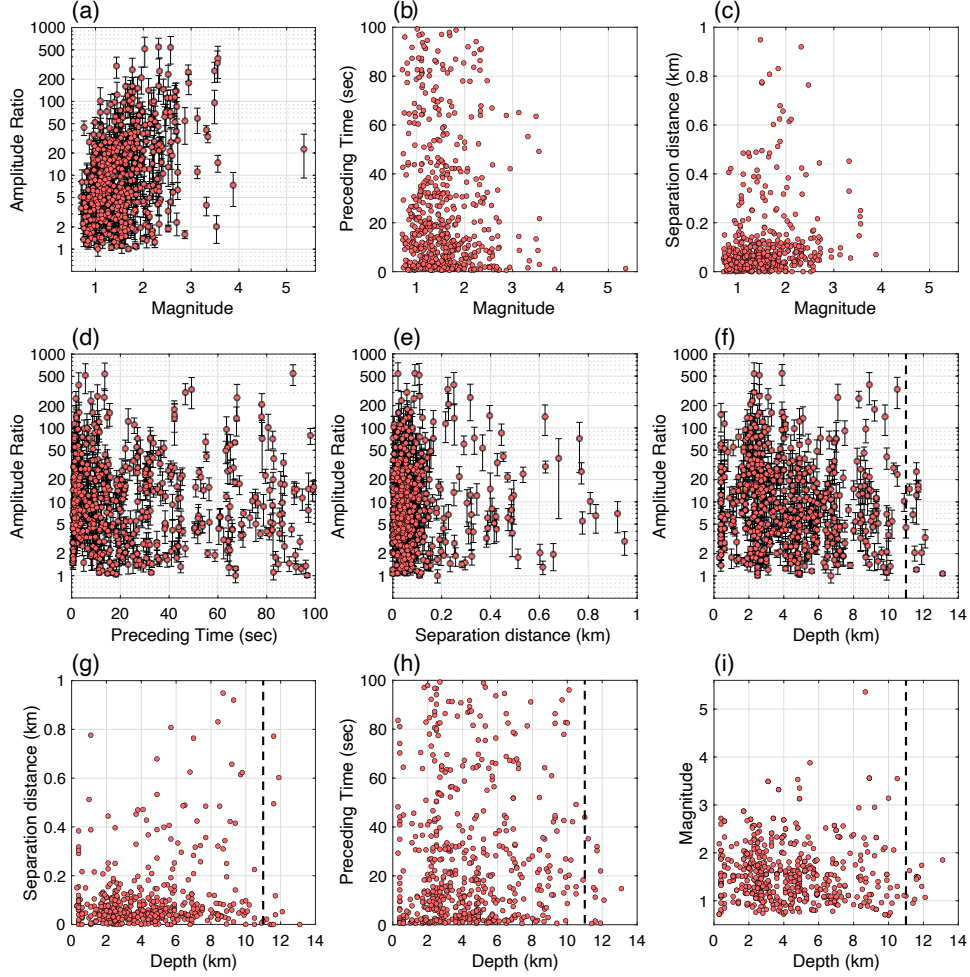 (a)
1000
500
200
100
50
20
10
5
2
1
Amplitude Ratio
1 2 3 4 5
Magnitude
(b)
100
80
60
40
20
0
Preceding Time (sec)
1 2 3 4 5
Magnitude
(c)
1
0.8
0.6
0.4
0.2
0
Separation distance (km)
1 2 3 4 5
Magnitude
(d)
1000
500
200
100
50
20
10
5
2
1
Amplitude Ratio
0 20 40 60 80 100
Preceding Time (sec)
(e)
1000
500
200
100
50
20
10
5
2
1
Amplitude Ratio
0 0.2 0.4 0.6 0.8 1
Separation distance (km)
(f)
1000
500
200
100
50
20
10
5
2
1
Amplitude Ratio
0 2 4 6 8 10 12 14
Depth (km)
(g)
1
0.8
0.6
0.4
0.2
0
Separation distance (km)
0 2 4 6 8 10 12 14
Depth (km)
(h)
100
80
60
40
20
0
Preceding Time (sec)
0 2 4 6 8 10 12 14
Depth (km)
(i)
5
4
3
2
1
Magnitude
0 2 4 6 8 10 12 14
Depth (km)